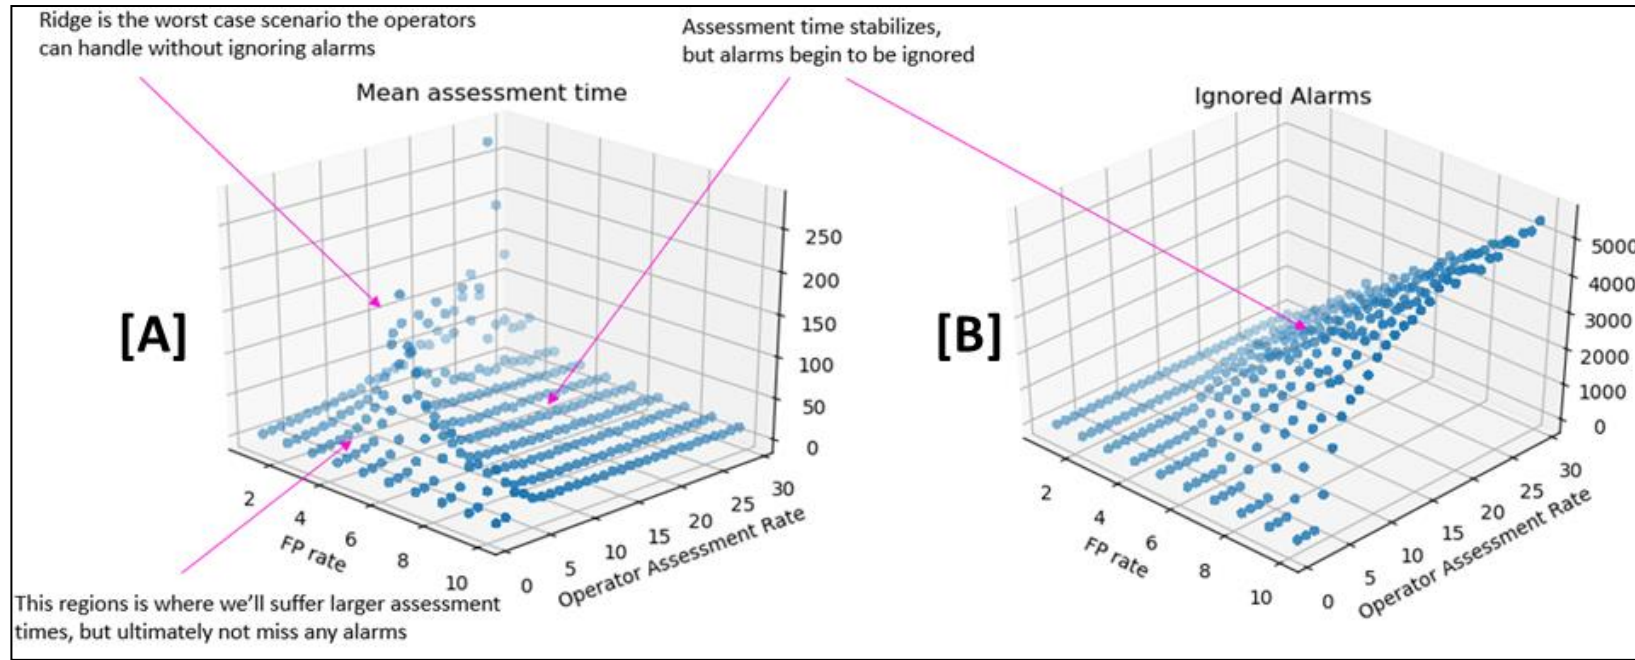 Ridge is the worst case scenario the operators
can handle without ignoring alarms
Assessment time stabilizes,
but alarms begin to be ignored
Mean assessment time
[A]
250
200
150
100
50
0
2
4
6
8
10
FP rate
0
5
10
15
20
25
30
Operator Assessment Rate
This regions is where we'll suffer larger assessment
times, but ultimately not miss any alarms
Ignored Alarms
[B]
5000
4000
3000
2000
1000
0
2
4
6
8
10
FP rate
0
5
10
15
20
25
30
Operator Assessment Rate